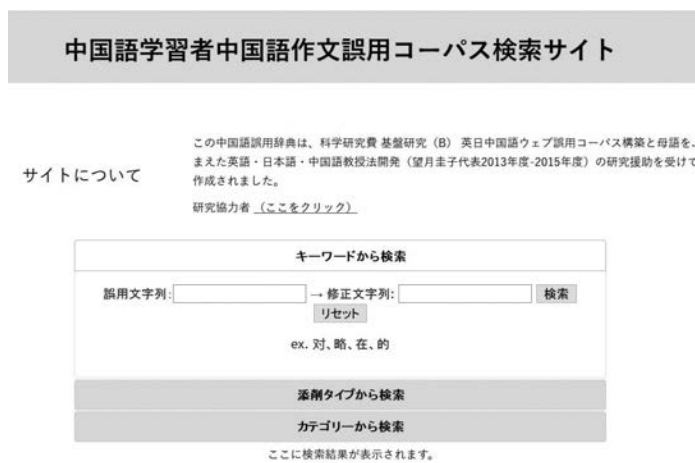 中国語学習者中国語作文誤用コーパス検索サイト
サイトについて
この中国語誤用辞典は、科学研究費 基盤研究（B） 英日中国語ウェブ誤用コーパス構築と母語をふ
まえた英語・日本語・中国語教授法開発（望月圭子代表2013年度-2015年度）の研究援助を受けて
作成されました。
研究協力者 （ここをクリック）
キーワードから検索
誤用文字列: → 修正文字列: 検索
リセット
ex. 对、略、在、的
添削タイプから検索
カテゴリーから検索
ここに検索結果が表示されます。